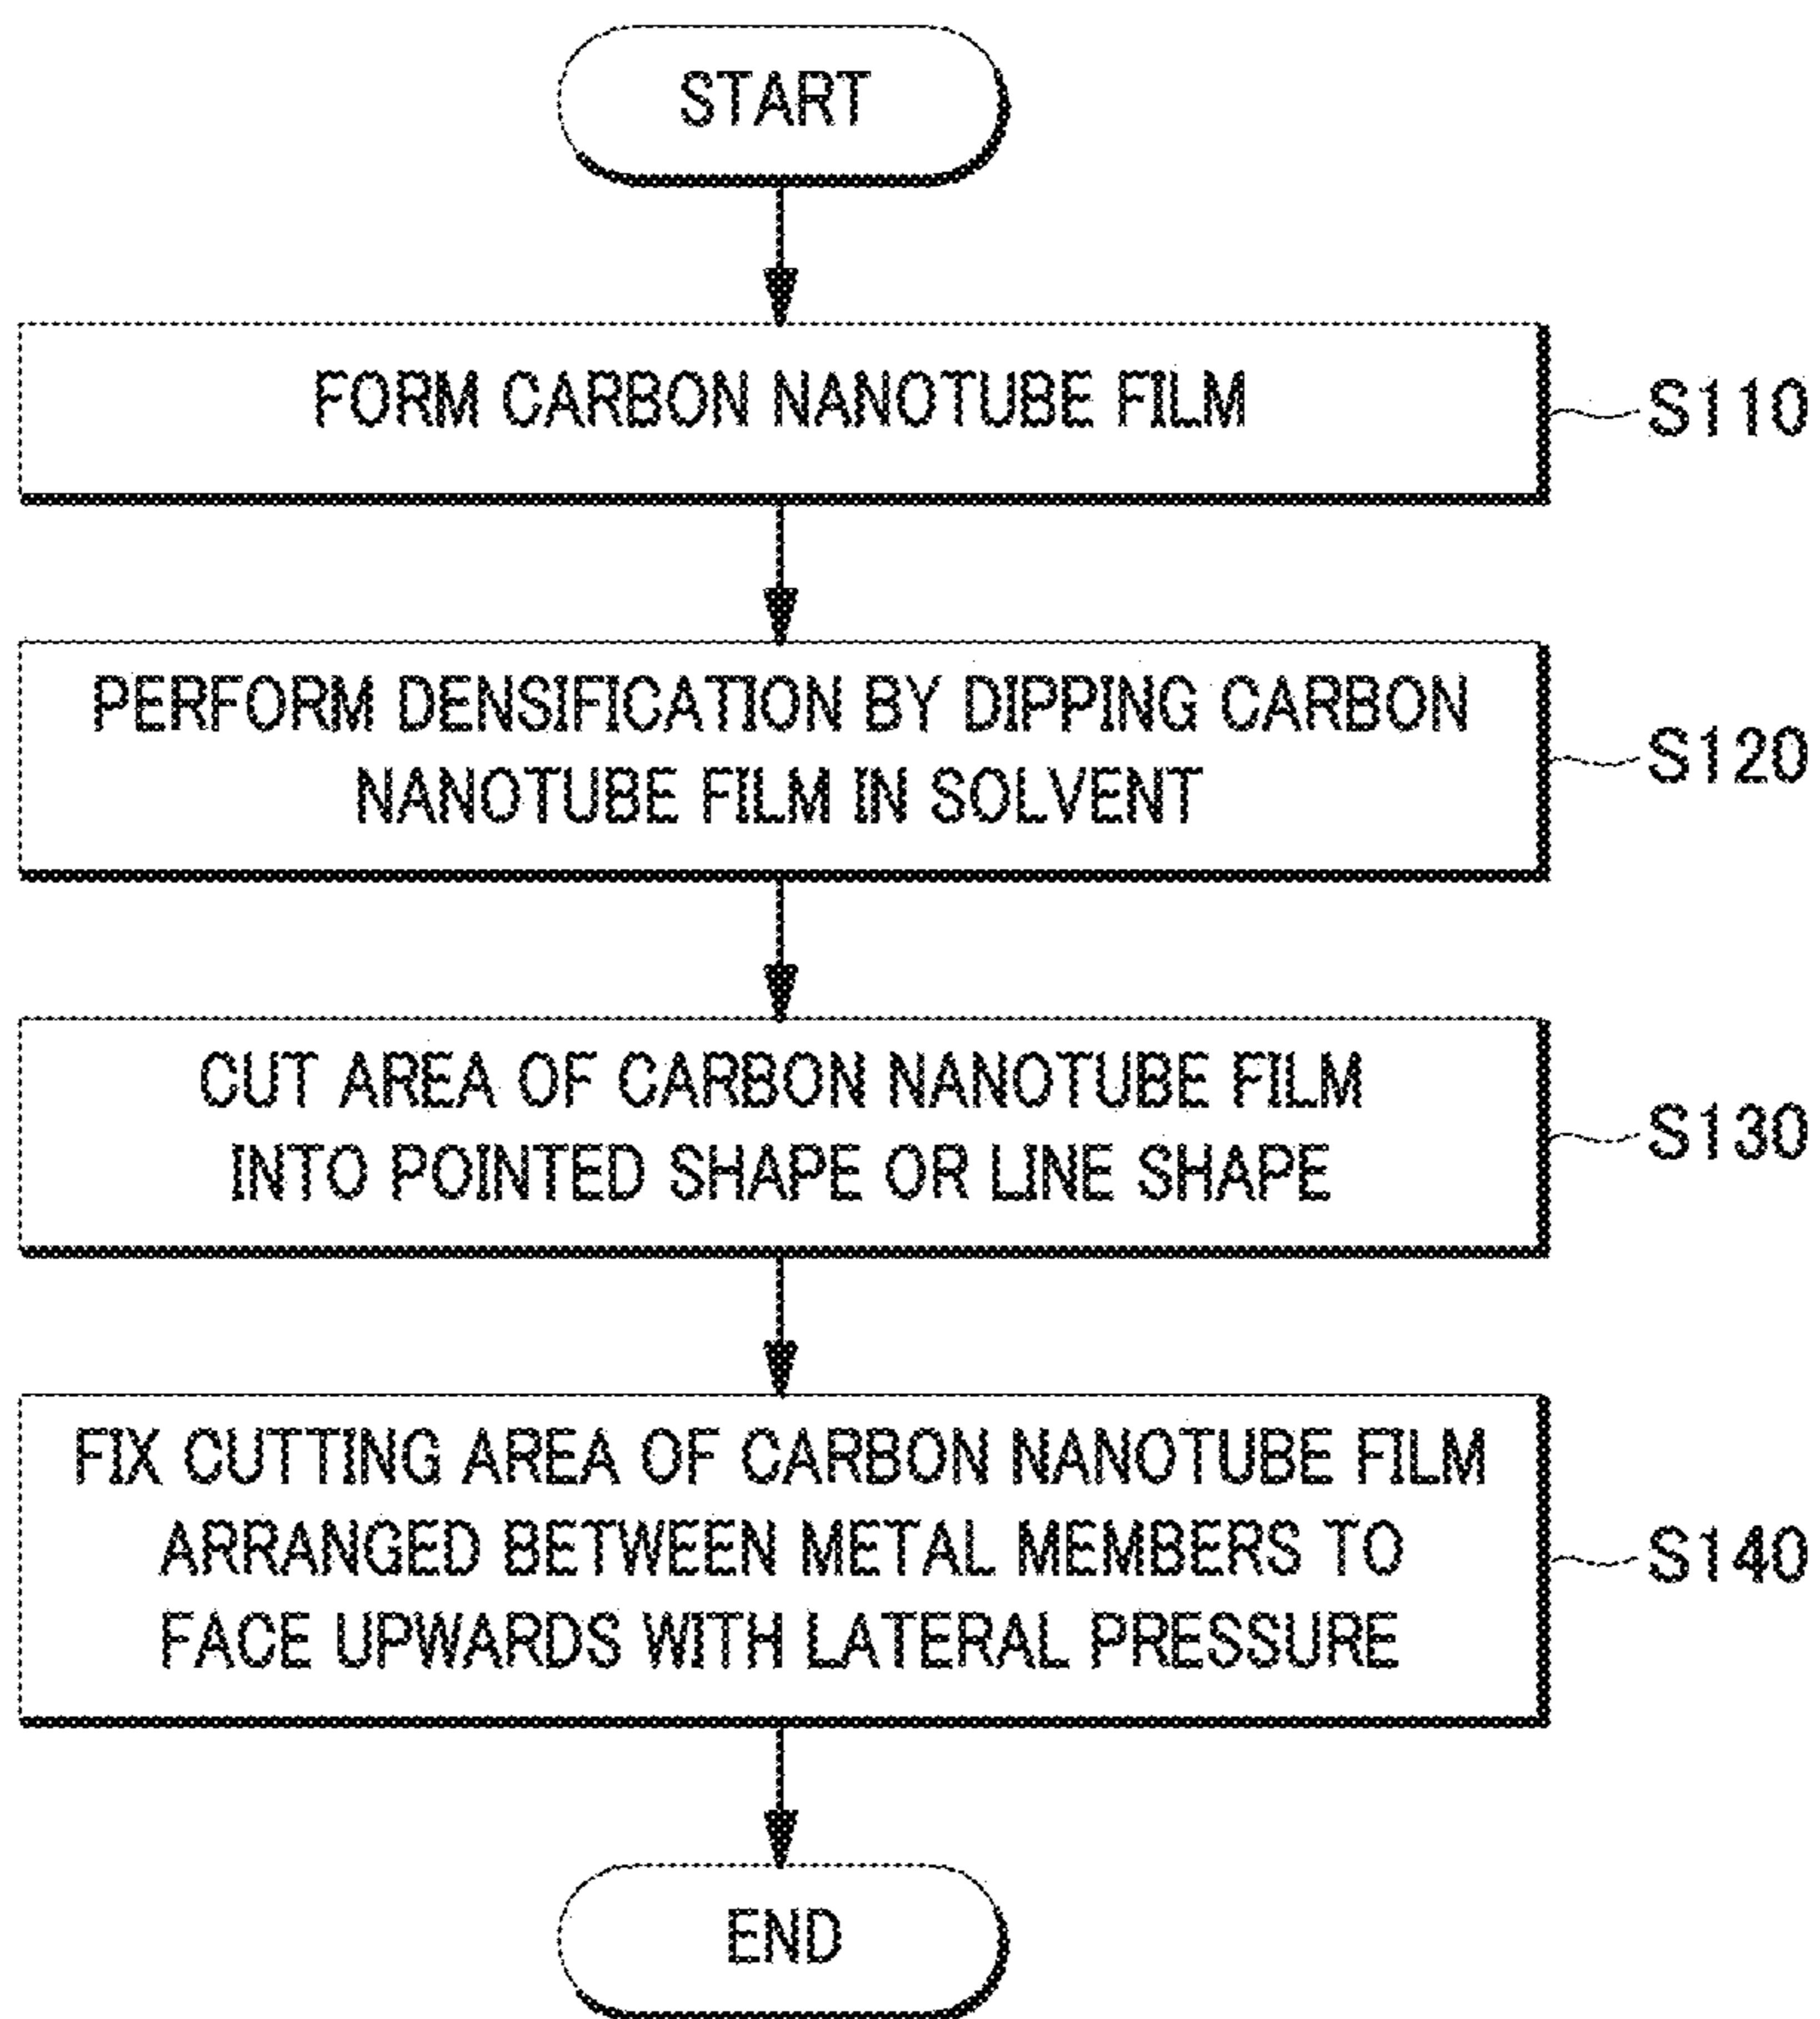 START
FORM CARBON NANOTUBE FILM
S110
PERFORM DENSIFICATION BY DIPPING CARBON
NANOTUBE FILM IN SOLVENT
S120
CUT AREA OF CARBON NANOTUBE FILM
INTO POINTED SHAPE OR LINE SHAPE
S130
FIX CUTTING AREA OF CARBON NANOTUBE FILM
ARRANGED BETWEEN METAL MEMBERS TO
FACE UPWARDS WITH LATERAL PRESSURE
S140
END